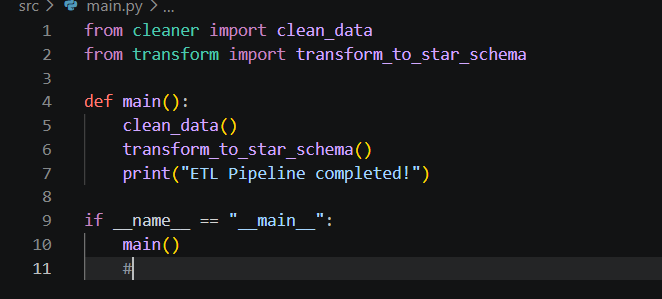 src > main.py > ...
1 from cleaner import clean_data
2 from transform import transform_to_star_schema
3
4 def main():
5     clean_data()
6     transform_to_star_schema()
7     print("ETL Pipeline completed!")
8
9 if __name__ == "__main__":
10     main()
11     #